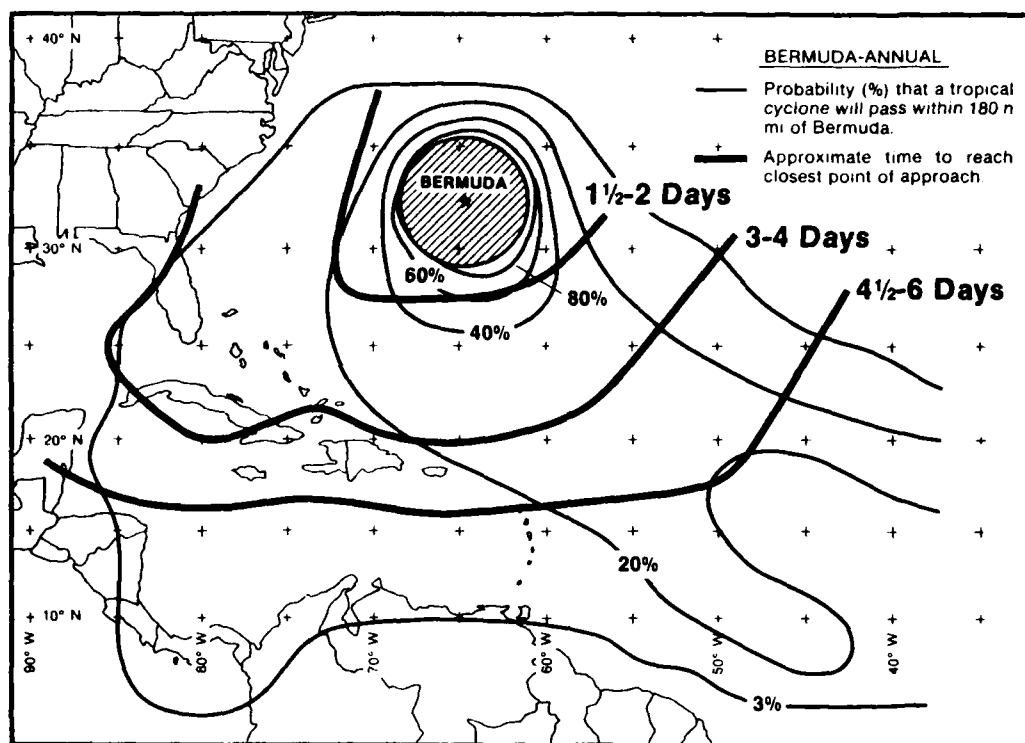 40° N
BERMUDA-ANNUAL
Probability (%) that a tropical
cyclone will pass within 180 n
mi of Bermuda.
Approximate time to reach
closest point of approach
BERMUDA
1½-2 Days
3-4 Days
30° N
60%
80%
4½-6 Days
40%
20° N
20%
10° N
90° W
80° W
70° W
60° W
50° W
40° W
3%